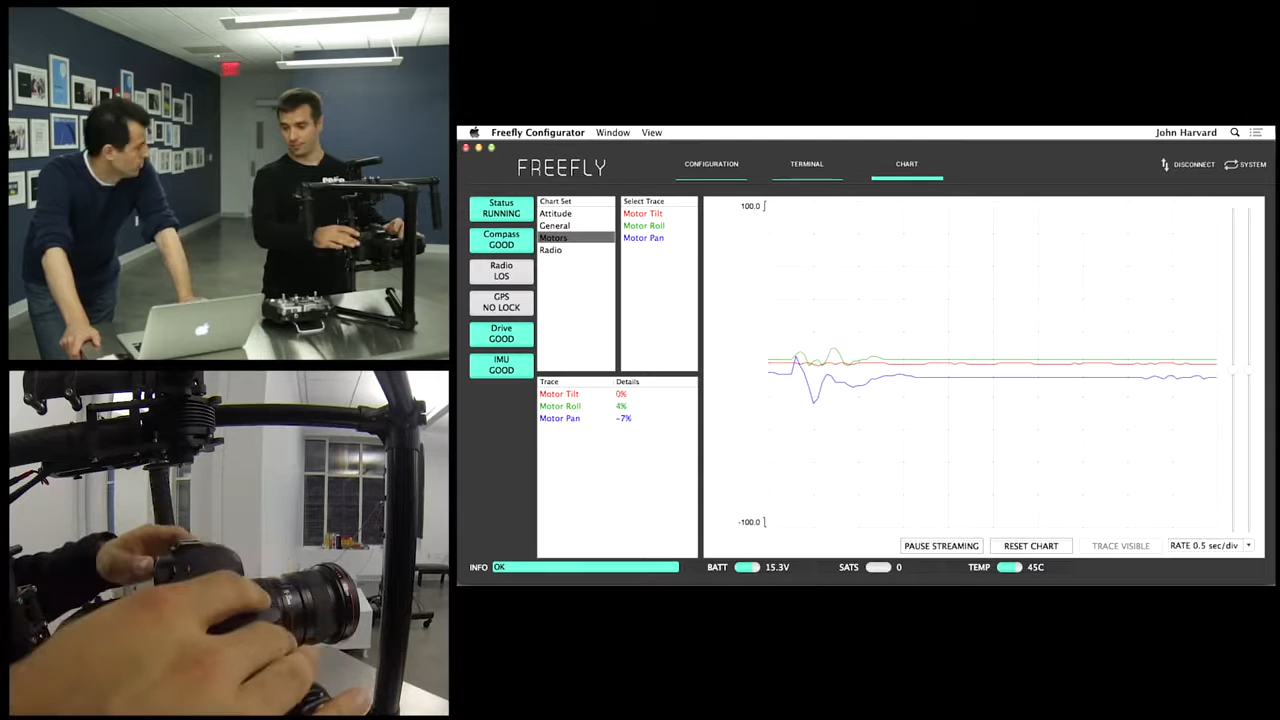 Freefly Configurator Window View John Harvard
FREEFLY
CONFIGURATION TERMINAL CHART
DISCONNECT SYSTEM
Status
RUNNING
Compass
GOOD
Radio
LOS
GPS
NO LOCK
Drive
GOOD
IMU
GOOD
Chart Set
Attitude
General
Motors
Radio
Select Trace
Motor Tilt
Motor Roll
Motor Pan
Trace Details
Motor Tilt 0%
Motor Roll 4%
Motor Pan -7%
100.0
-100.0
PAUSE STREAMING RESET CHART TRACE VISIBLE RATE 0.5 sec/div
INFO OK BATT 15.3V SATS 0 TEMP 45C